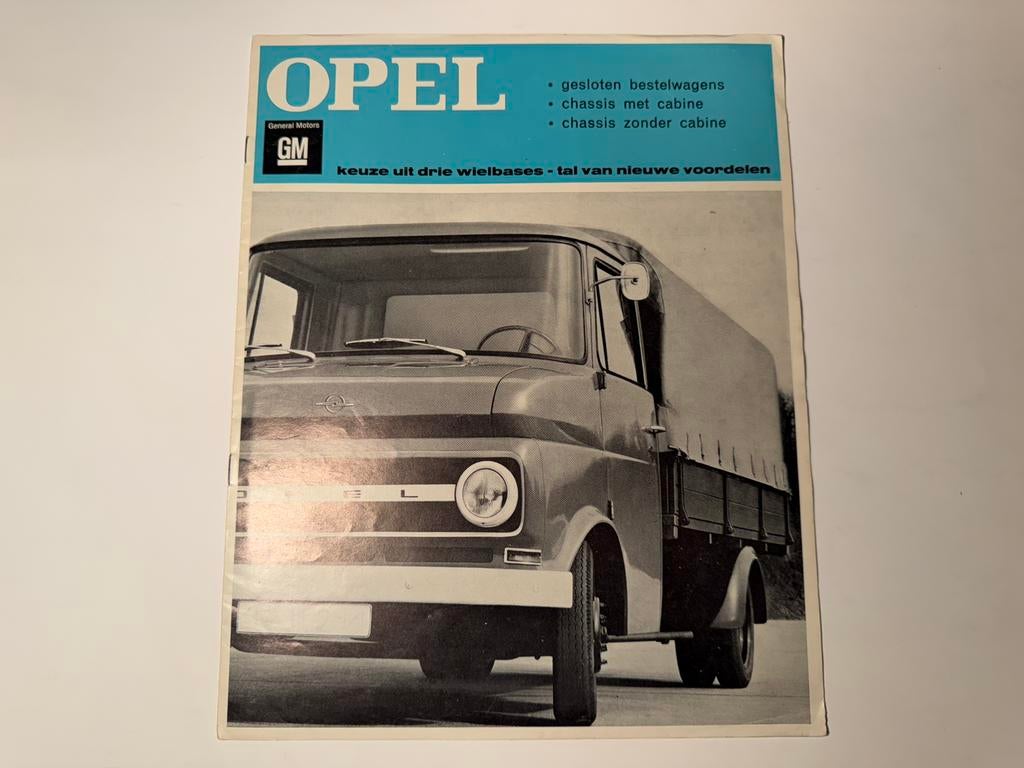 OPEL
• gesloten bestelwagens
• chassis met cabine
• chassis zonder cabine
General Motors
GM
keuze uit drie wielbases - tal van nieuwe voordelen
OPEL